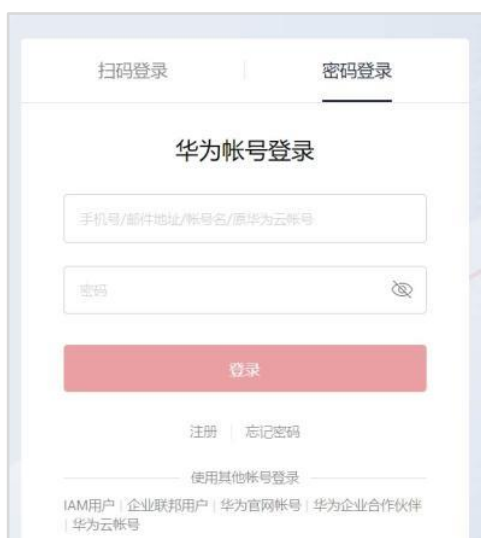 扫码登录 密码登录
华为帐号登录
手机号/邮件地址/帐号名/原华为云帐号
密码
登录
注册 | 忘记密码
使用其他帐号登录
IAM用户 | 企业联邦用户 | 华为官网帐号 | 华为企业合作伙伴
| 华为云帐号